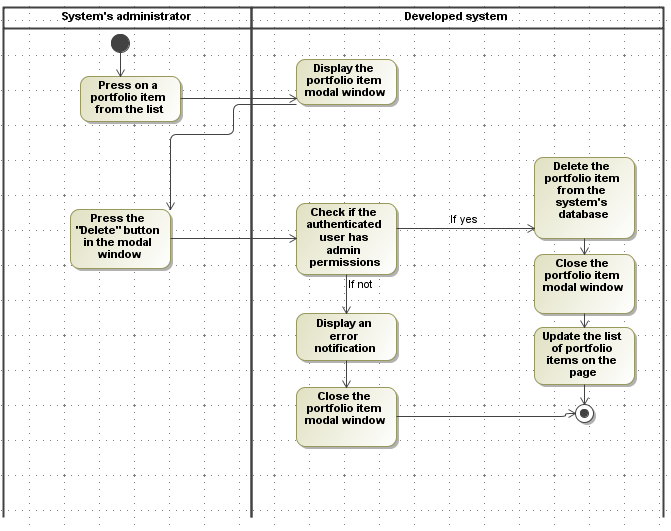 System's administrator
Developed system
Press on a
portfolio item
from the list
Display the
portfolio item
modal window
Press the
"Delete" button
in the modal
window
Check if the
authenticated
user has
admin
permissions
If yes
Delete the
portfolio item
from the
system's
database
Close the
portfolio item
modal window
Update the list
of portfolio
items on the
page
If not
Display an
error
notification
Close the
portfolio item
modal window